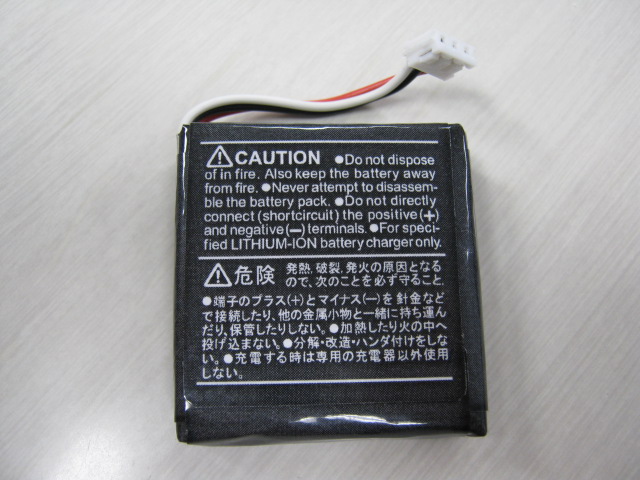 ⚠CAUTION ●Do not dispose
of in fire. Also keep the battery away
from fire. ●Never attempt to disassem-
ble the battery pack. ●Do not directly
connect (shortcircuit) the positive (+)
and negative (−) terminals. ●For speci-
fied LITHIUM-ION battery charger only.
⚠危険 発熱, 破裂, 発火の原因となる
ので、次のことを必ず守ること.
●端子のプラス(+)とマイナス(−)を針金など
で接続したり、他の金属小物と一緒に持ち運ん
だり、保管したりしない。●加熱したり火の中へ
投げ込まない。●分解・改造・ハンダ付けをしな
い。●充電する時は専用の充電器以外使用
しない。